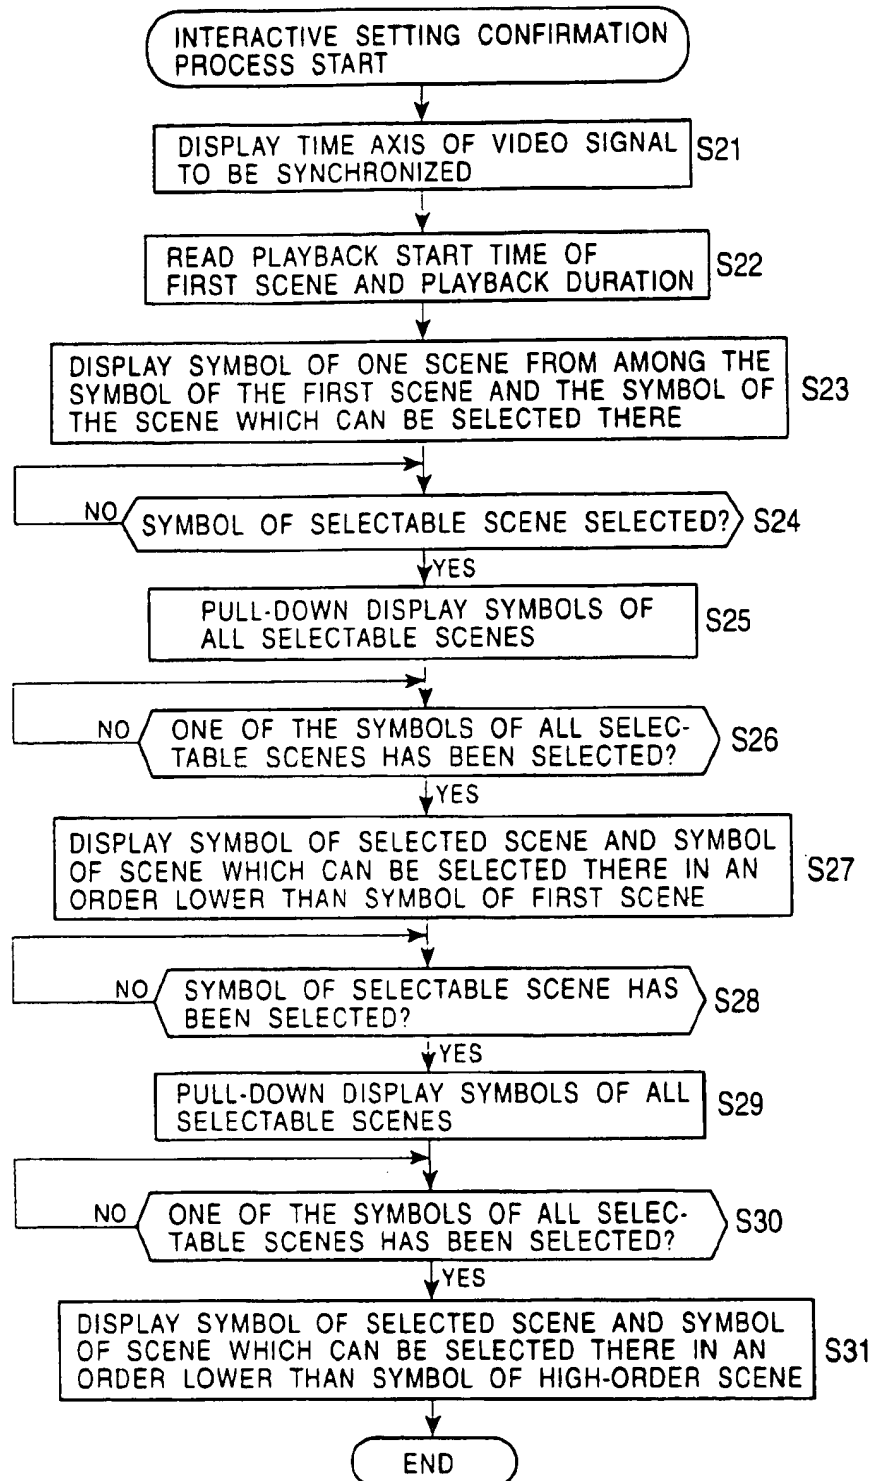 INTERACTIVE SETTING CONFIRMATION
PROCESS START
DISPLAY TIME AXIS OF VIDEO SIGNAL
TO BE SYNCHRONIZED
S21
READ PLAYBACK START TIME OF
FIRST SCENE AND PLAYBACK DURATION
S22
DISPLAY SYMBOL OF ONE SCENE FROM AMONG THE
SYMBOL OF THE FIRST SCENE AND THE SYMBOL OF
THE SCENE WHICH CAN BE SELECTED THERE
S23
NO
SYMBOL OF SELECTABLE SCENE SELECTED?
S24
YES
PULL-DOWN DISPLAY SYMBOLS OF
ALL SELECTABLE SCENES
S25
NO
ONE OF THE SYMBOLS OF ALL SELEC-
TABLE SCENES HAS BEEN SELECTED?
S26
YES
DISPLAY SYMBOL OF SELECTED SCENE AND SYMBOL
OF SCENE WHICH CAN BE SELECTED THERE IN AN
ORDER LOWER THAN SYMBOL OF FIRST SCENE
S27
NO
SYMBOL OF SELECTABLE SCENE HAS
BEEN SELECTED?
S28
YES
PULL-DOWN DISPLAY SYMBOLS OF ALL
SELECTABLE SCENES
S29
NO
ONE OF THE SYMBOLS OF ALL SELEC-
TABLE SCENES HAS BEEN SELECTED?
S30
YES
DISPLAY SYMBOL OF SELECTED SCENE AND SYMBOL
OF SCENE WHICH CAN BE SELECTED THERE IN AN
ORDER LOWER THAN SYMBOL OF HIGH-ORDER SCENE
S31
END